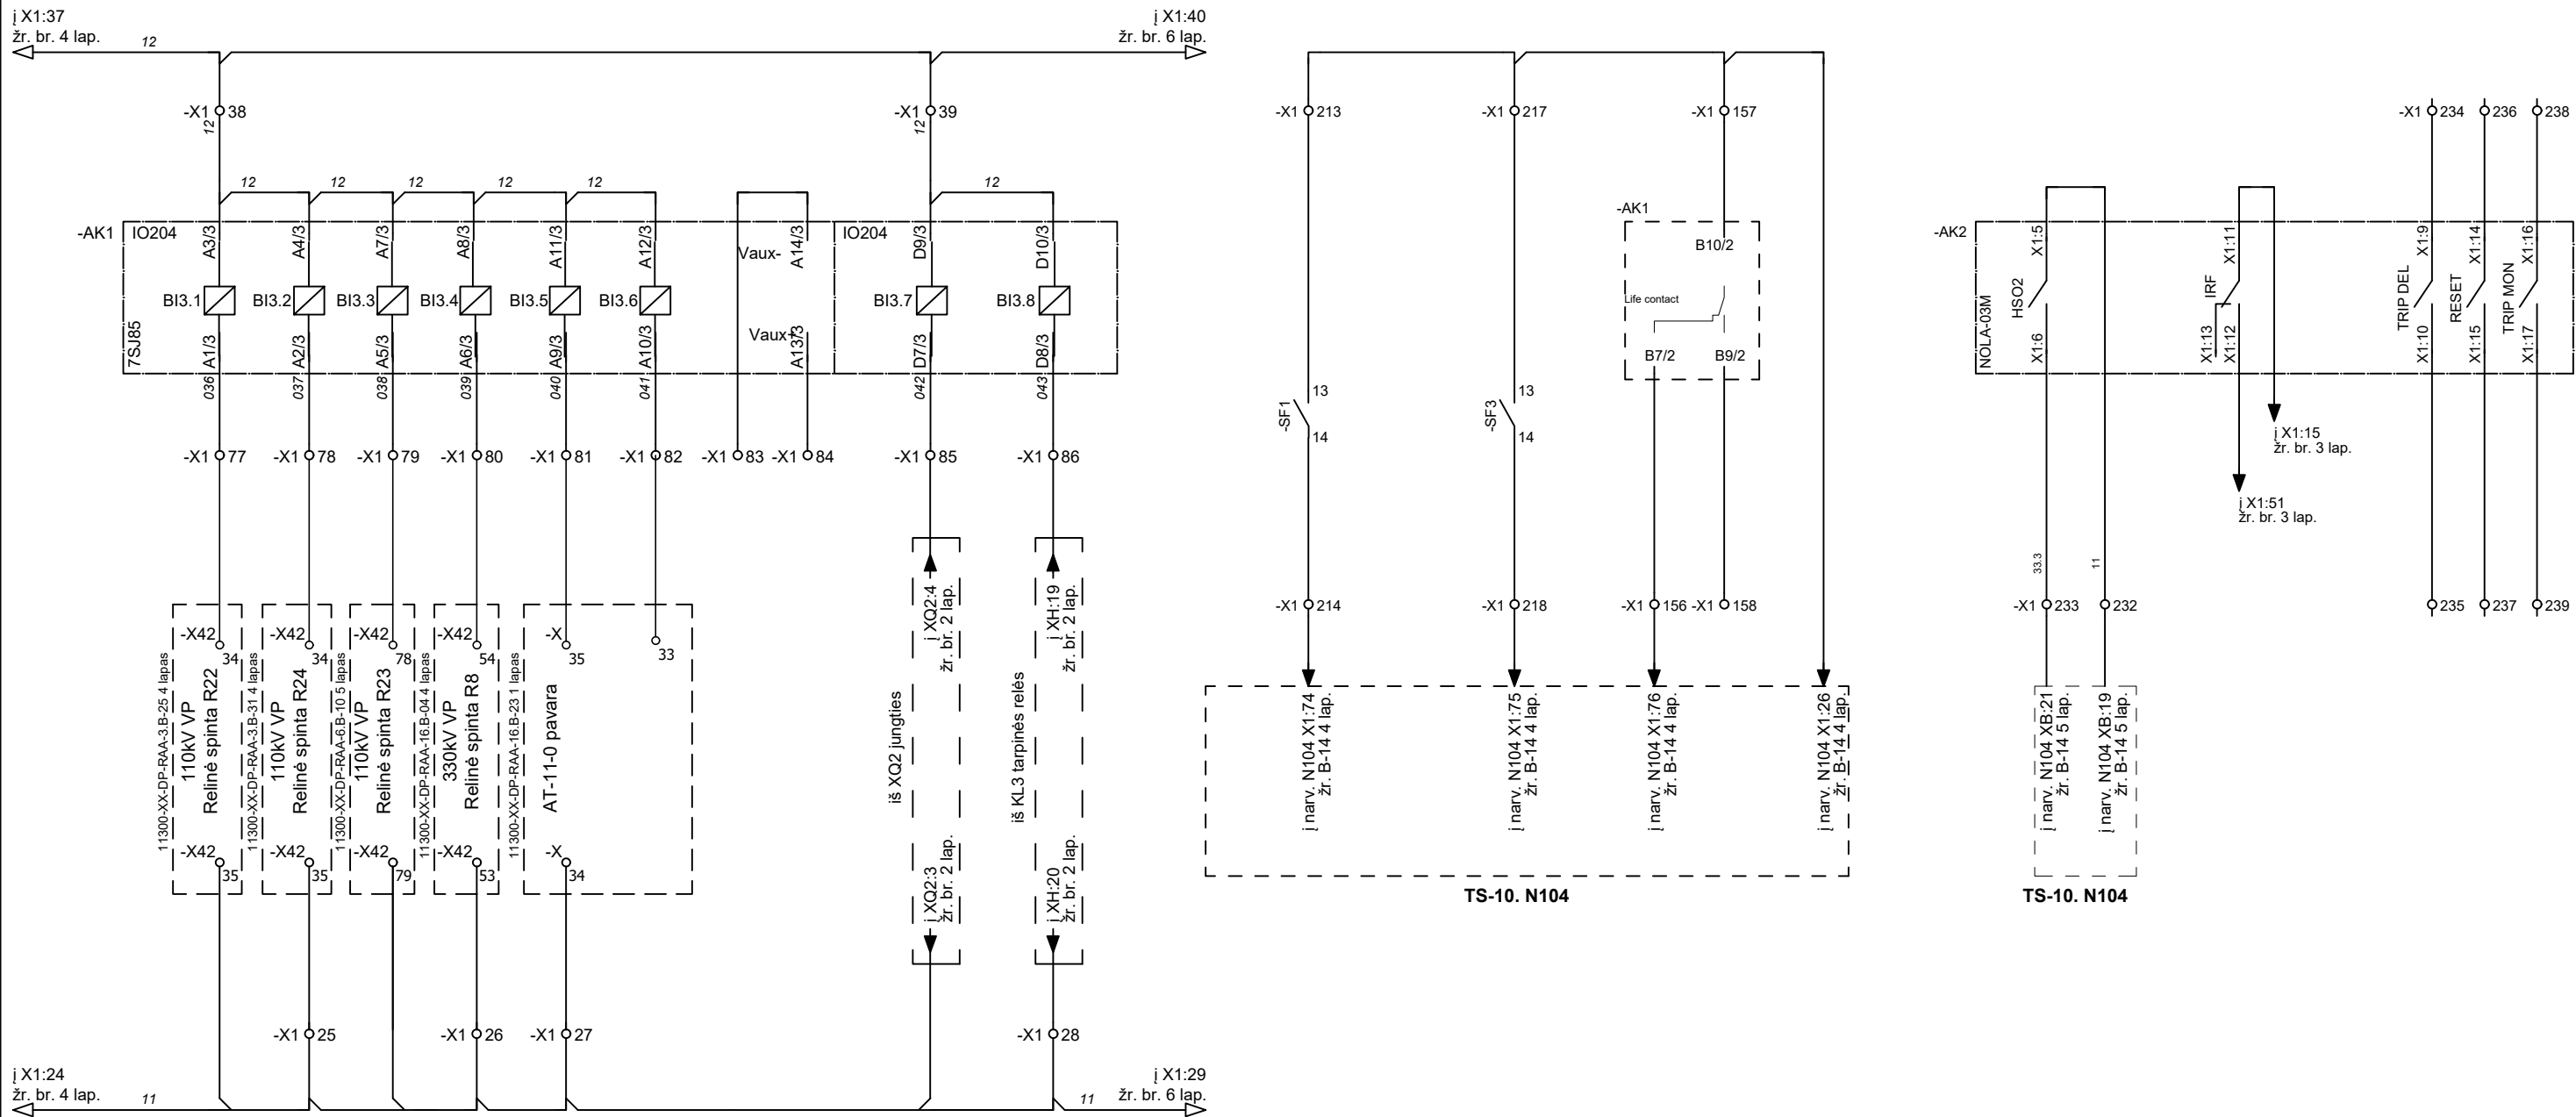 į X1:37
žr. br. 4 lap.
12
į X1:40
žr. br. 6 lap.
-X1 38
12
-X1 39
12
12 12 12 12 12 12
-AK1 IO204 IO204
7SJ85
A3/3 A4/3 A7/3 A8/3 A11/3 A12/3 Vaux- A14/3 D9/3 D10/3
BI3.1 BI3.2 BI3.3 BI3.4 BI3.5 BI3.6 BI3.7 BI3.8
A1/3 A2/3 A5/3 A6/3 A9/3 A10/3 Vaux+ A13/3 D7/3 D8/3
036 037 038 039 040 041 042 043
-X1 77 -X1 78 -X1 79 -X1 80 -X1 81 -X1 82 -X1 83 -X1 84 -X1 85 -X1 86
-X42 34 -X42 34 -X42 78 -X42 54 -X 35 33
11300-XX-DP-RAA-3.B-25 4 lapas
110kV VP
Relinė spinta R22
11300-XX-DP-RAA-3.B-31 4 lapas
110kV VP
Relinė spinta R24
11300-XX-DP-RAA-6.B-10 5 lapas
110kV VP
Relinė spinta R23
11300-XX-DP-RAA-16.B-04 4 lapas
330kV VP
Relinė spinta R8
11300-XX-DP-RAA-16.B-23 1 lapas
AT-11-0 pavara
-X42 35 -X42 35 -X42 79 -X42 53 -X 34
į XQ2:4
žr. br. 2 lap.
iš XQ2 jungties
į XQ2:3
žr. br. 2 lap.
į XH:19
žr. br. 2 lap.
iš KL3 tarpinės relės
į XH:20
žr. br. 2 lap.
-X1 25 -X1 26 -X1 27 -X1 28
į X1:24
žr. br. 4 lap.
11
į X1:29
11 žr. br. 6 lap.
-X1 213 -X1 217 -X1 157
-AK1
B10/2
Life contact
B7/2 B9/2
-SF1 13 14
-SF3 13 14
-X1 214 -X1 218 -X1 156 -X1 158
į narv. N104 X1:74
žr. B-14 4 lap.
į narv. N104 X1:75
žr. B-14 4 lap.
į narv. N104 X1:76
žr. B-14 4 lap.
į narv. N104 X1:26
žr. B-14 4 lap.
TS-10. N104
-X1 234 236 238
-AK2
NOLA-03M
X1:5 HSO2 X1:6
X1:11 IRF X1:13 X1:12
X1:9 TRIP DEL X1:10
X1:14 RESET X1:15
X1:16 TRIP MON X1:17
į X1:15
žr. br. 3 lap.
į X1:51
žr. br. 3 lap.
33.3 11
-X1 233 232 235 237 239
į narv. N104 XB:21
žr. B-14 5 lap.
į narv. N104 XB:19
žr. B-14 5 lap.
TS-10. N104